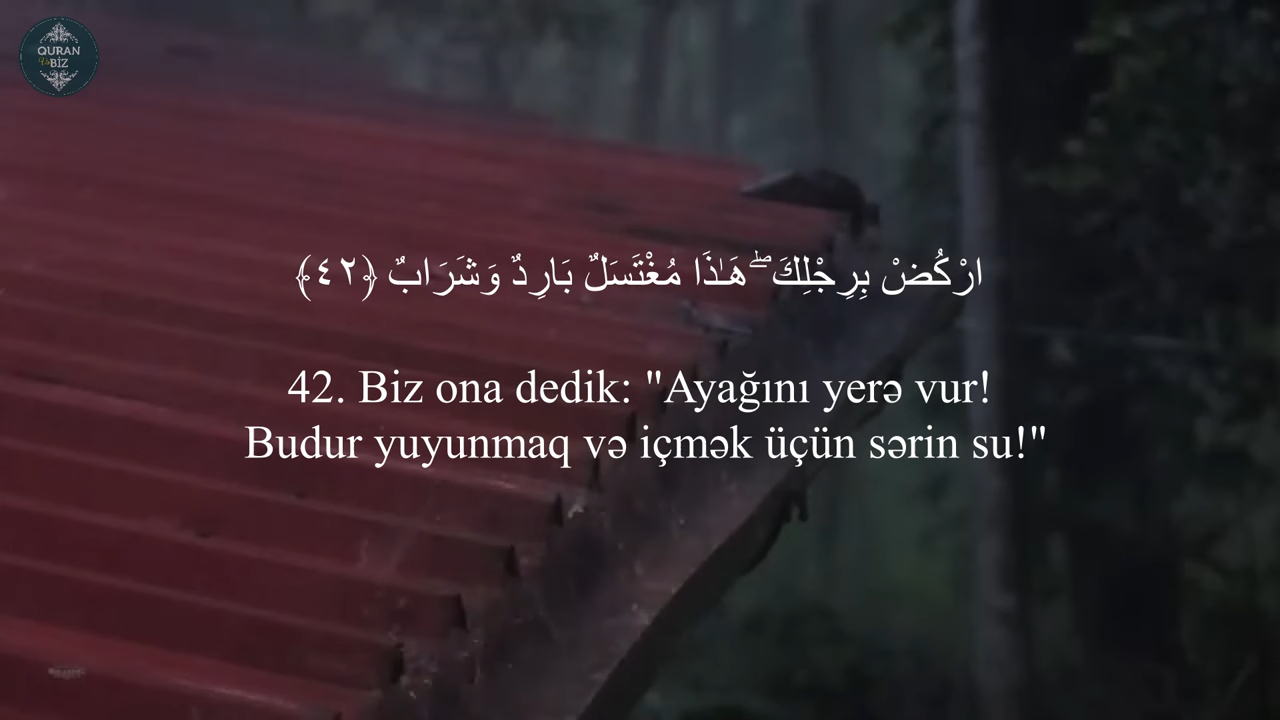 QURAN
Və
BİZ
ارْكُضْ بِرِجْلِكَ ۖ هَـٰذَا مُغْتَسَلٌ بَارِدٌ وَشَرَابٌ ﴿٤٢﴾
42. Biz ona dedik: "Ayağını yerə vur!
Budur yuyunmaq və içmək üçün sərin su!"